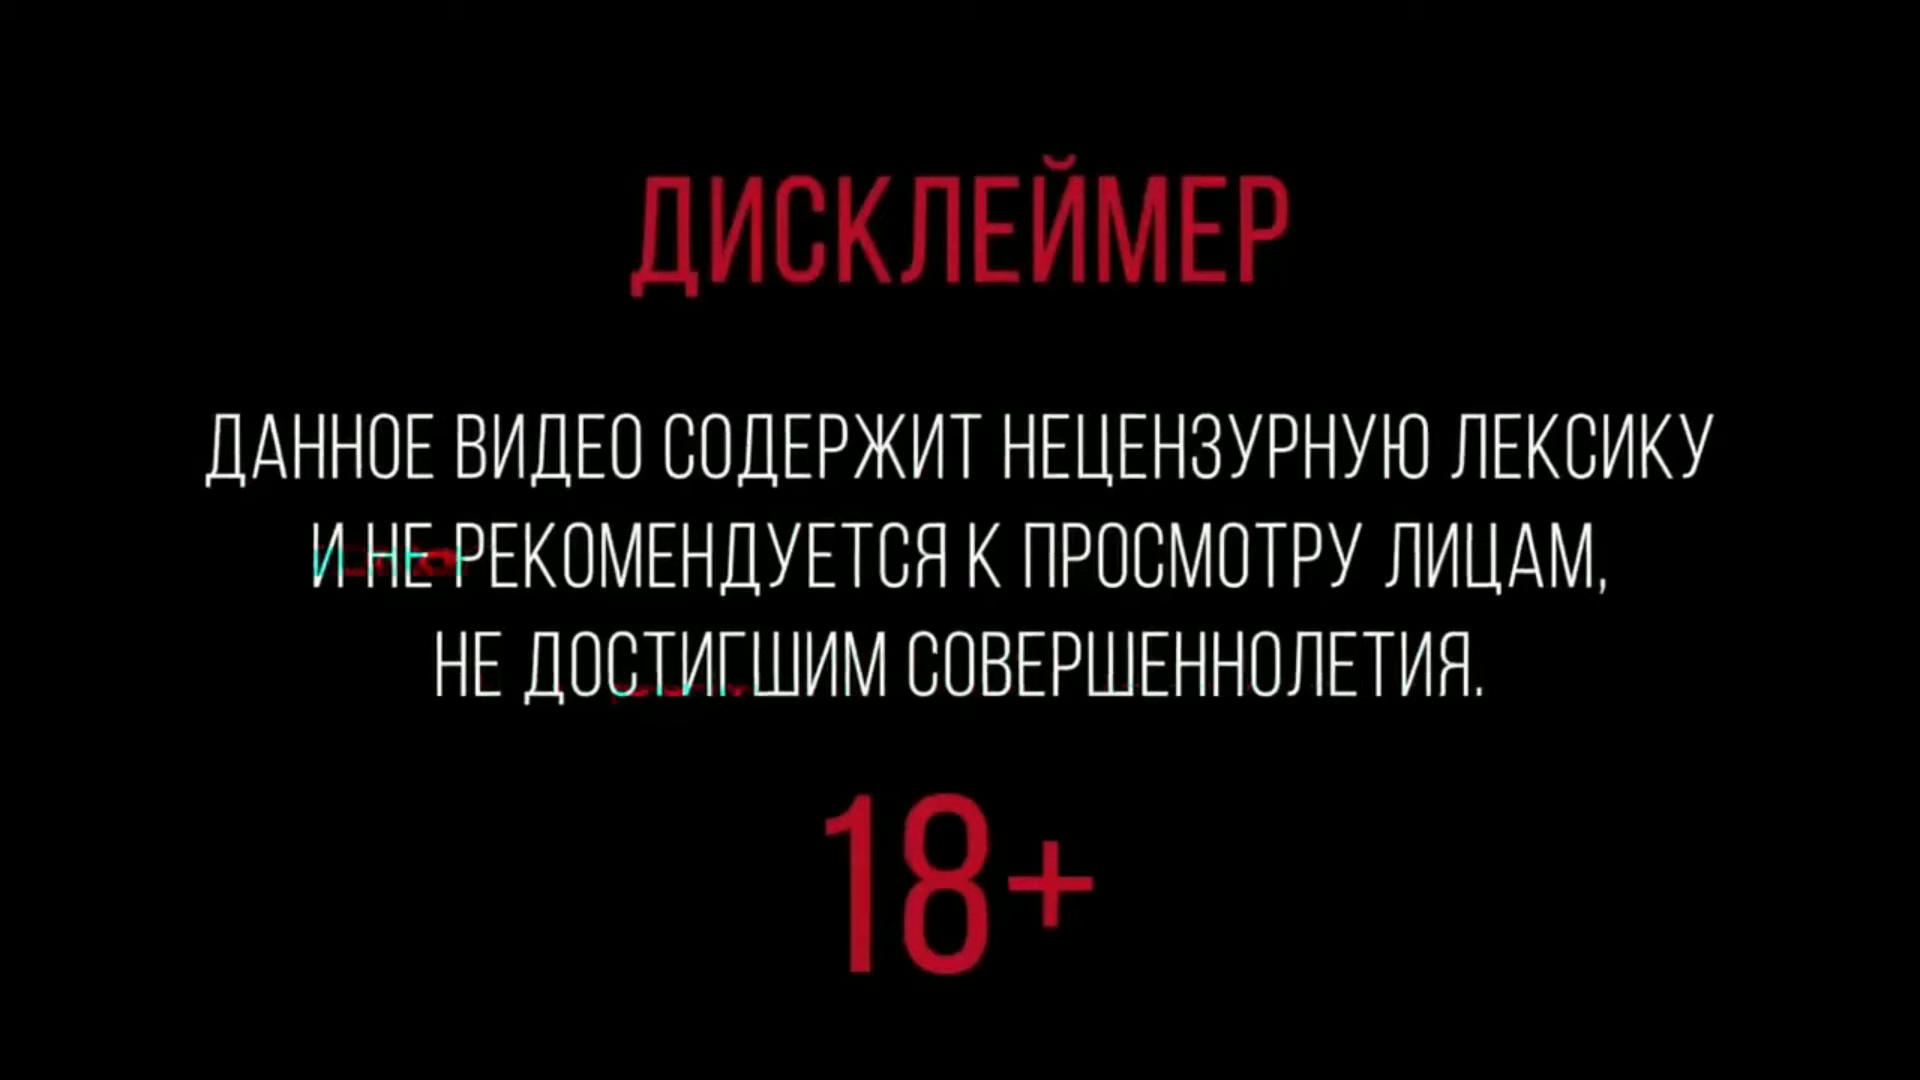 ДИСКЛЕЙМЕР
ДАННОЕ ВИДЕО СОДЕРЖИТ НЕЦЕНЗУРНУЮ ЛЕКСИКУ
И НЕ РЕКОМЕНДУЕТСЯ К ПРОСМОТРУ ЛИЦАМ,
НЕ ДОСТИГШИМ СОВЕРШЕННОЛЕТИЯ.
18+